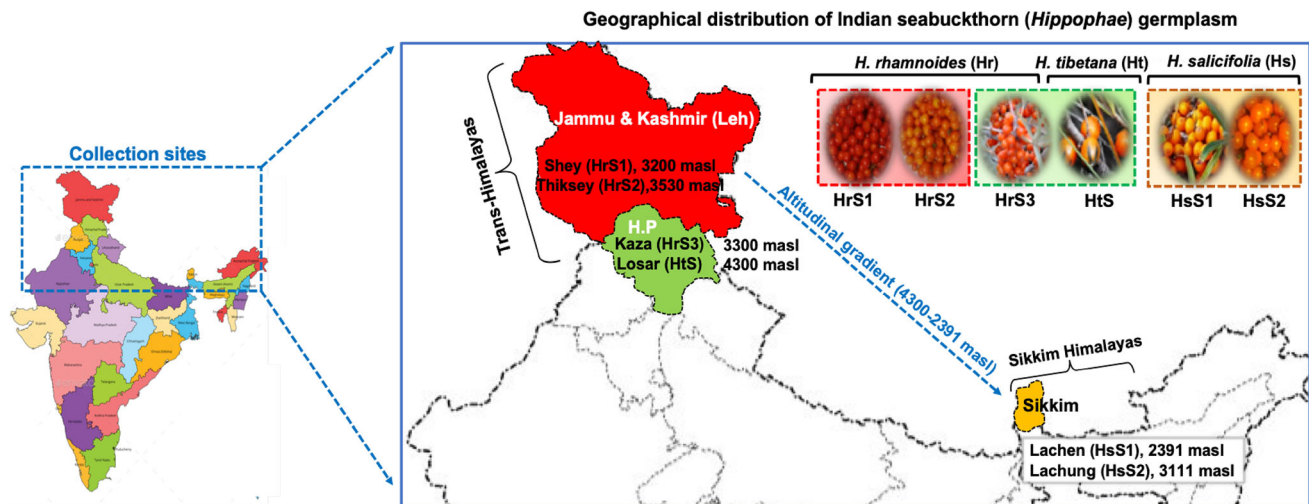 Geographical distribution of Indian seabuckthorn (Hippophae) germplasm
Collection sites
Trans-Himalayas
Jammu & Kashmir (Leh)
Shey (HrS1), 3200 masl
Thiksey (HrS2),3530 masl
H.P
Kaza (HrS3)
Losar (HtS)
3300 masl
4300 masl
H. rhamnoides (Hr)
H. tibetana (Ht)
H. salicifolia (Hs)
HrS1
HrS2
HrS3
HtS
HsS1
HsS2
Altitudinal gradient (4300-2391 masl)
Sikkim Himalayas
Sikkim
Lachen (HsS1), 2391 masl
Lachung (HsS2), 3111 masl